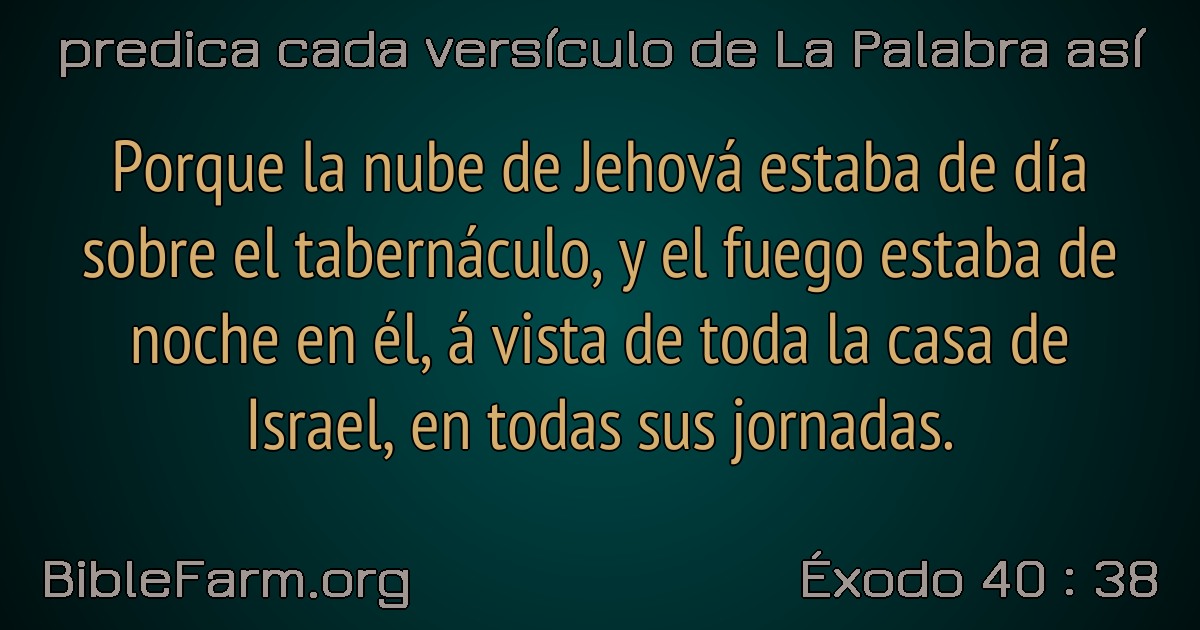 predica cada versículo de La Palabra así
Porque la nube de Jehová estaba de día
sobre el tabernáculo, y el fuego estaba de
noche en él, á vista de toda la casa de
Israel, en todas sus jornadas.
BibleFarm.org
Éxodo 40 : 38